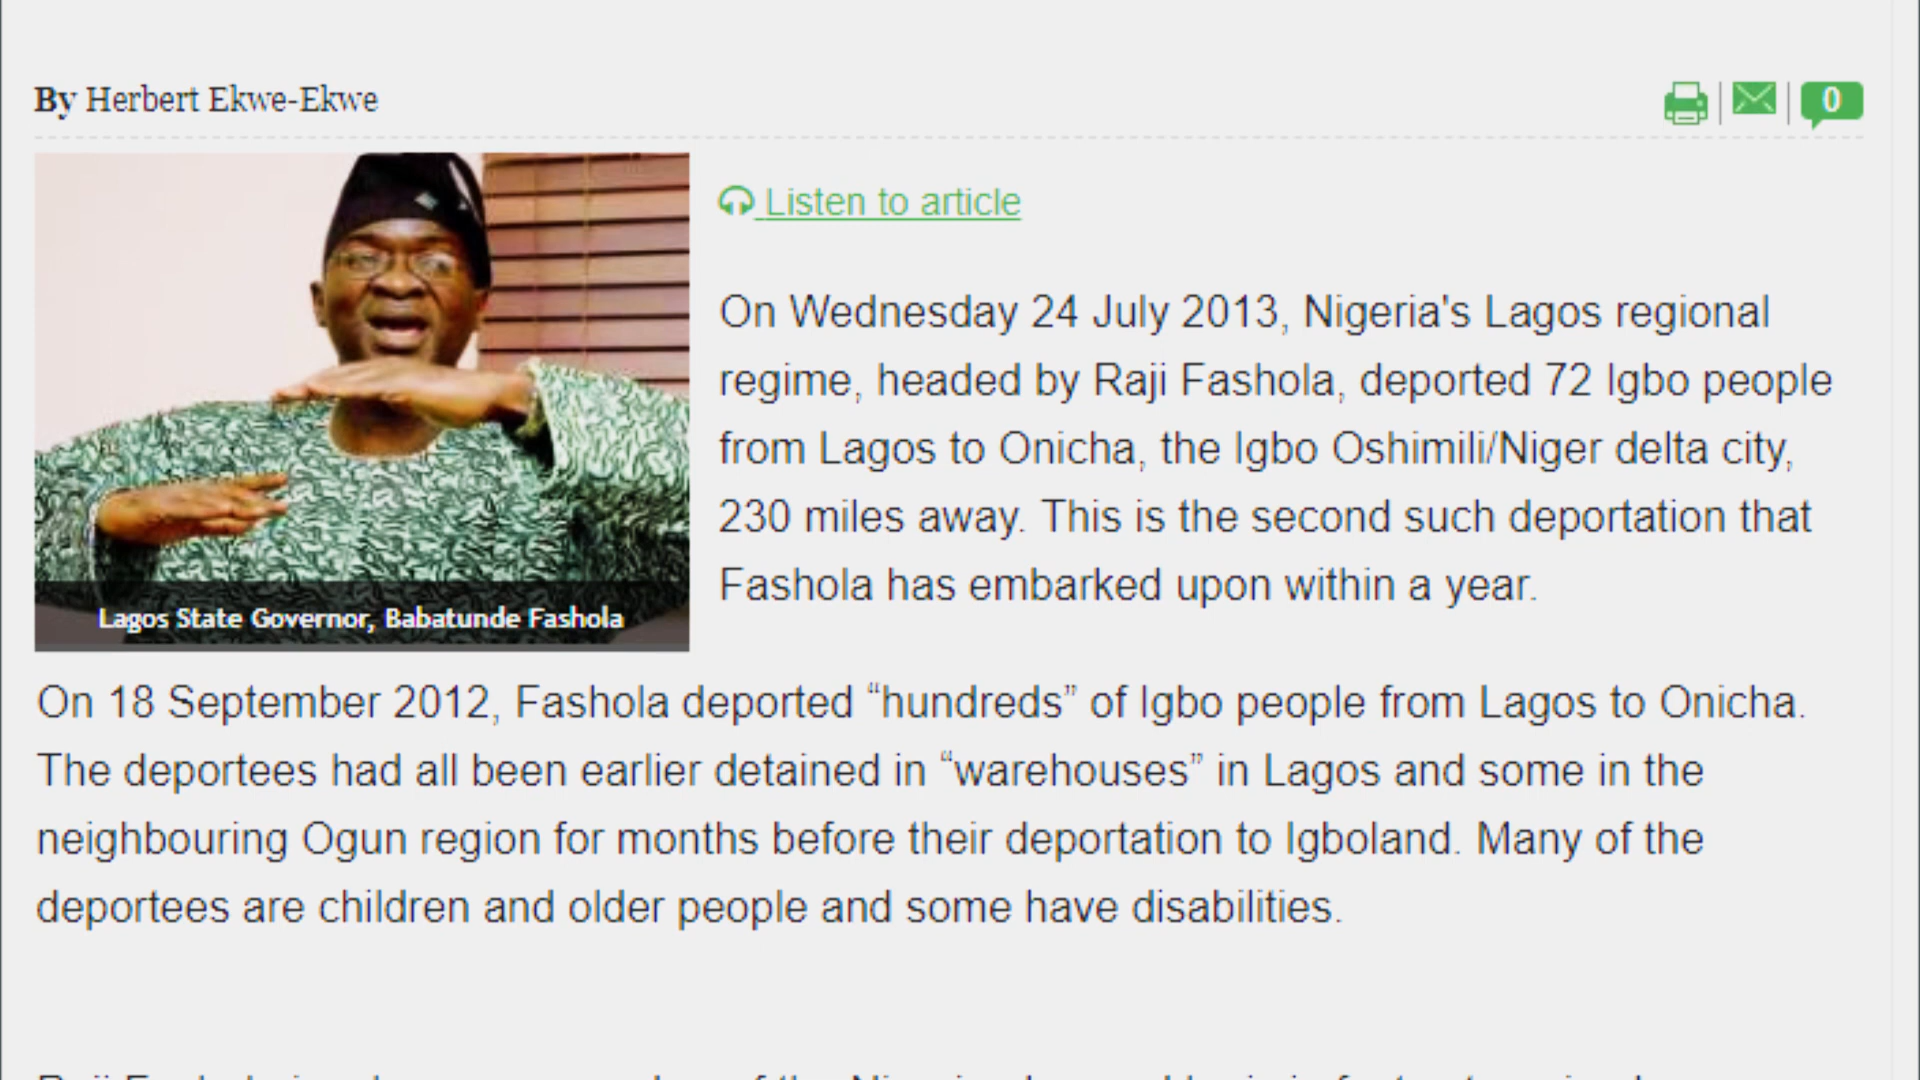 By Herbert Ekwe-Ekwe
0
Listen to article
On Wednesday 24 July 2013, Nigeria's Lagos regional
regime, headed by Raji Fashola, deported 72 Igbo people
from Lagos to Onicha, the Igbo Oshimili/Niger delta city,
230 miles away. This is the second such deportation that
Fashola has embarked upon within a year.
Lagos State Governor, Babatunde Fashola
On 18 September 2012, Fashola deported “hundreds” of Igbo people from Lagos to Onicha.
The deportees had all been earlier detained in “warehouses” in Lagos and some in the
neighbouring Ogun region for months before their deportation to Igboland. Many of the
deportees are children and older people and some have disabilities.